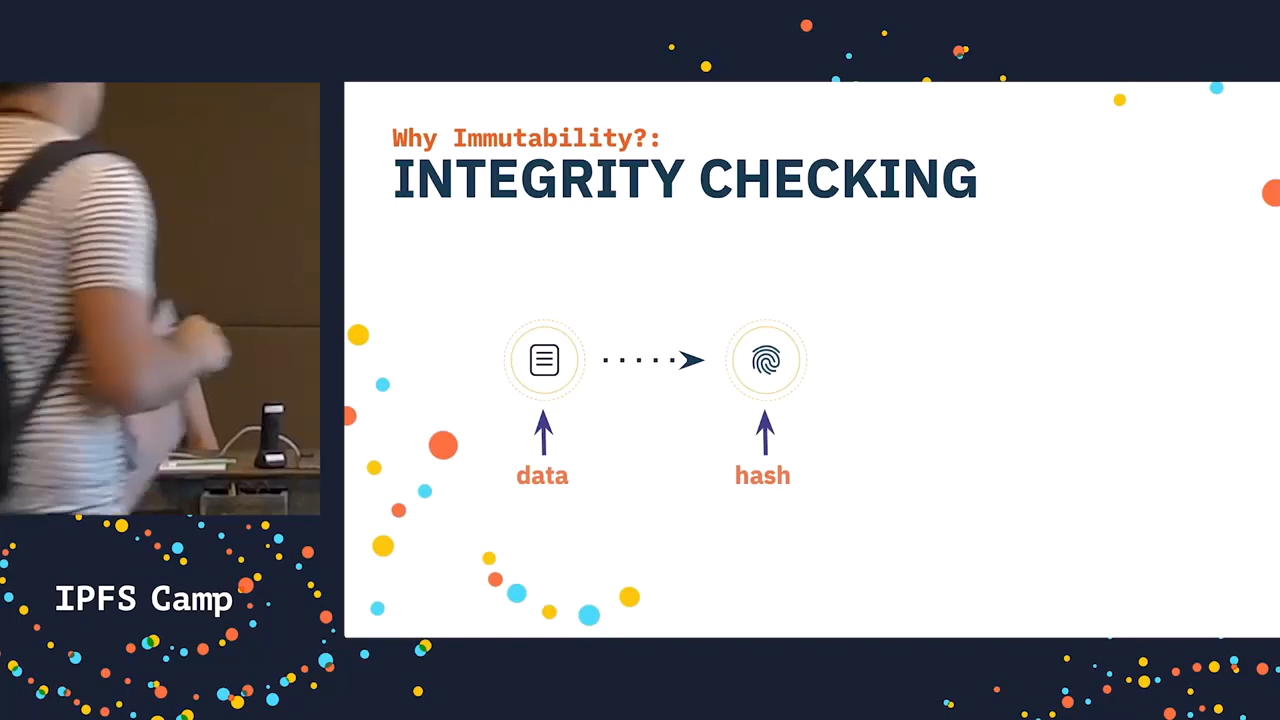 Why Immutability?:
INTEGRITY CHECKING
data
hash
IPFS Camp